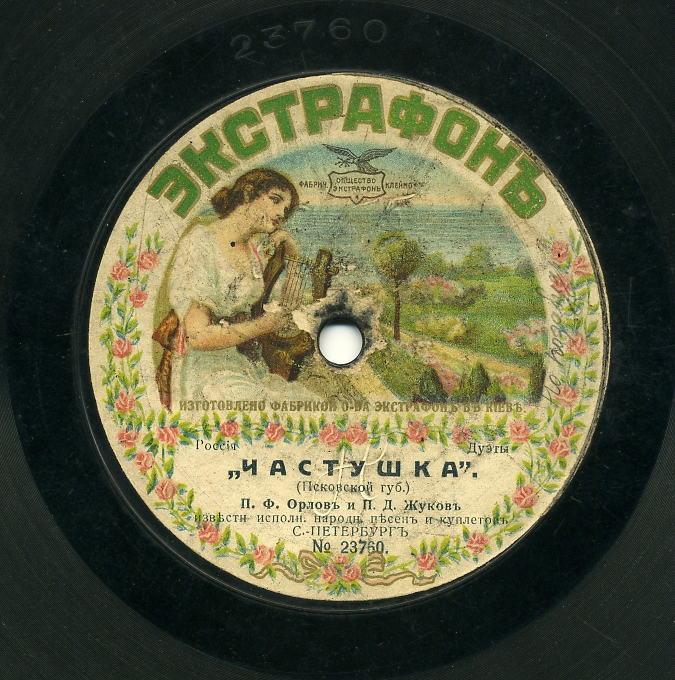 23760
ЭКСТРАФОНЪ
ФАБРИЧ. ОБЩЕСТВО ЭКСТРАФОНЪ КЛЕЙМО
ИЗГОТОВЛЕНО ФАБРИКОЙ О-ВА ЭКСТРАФОНЪ ВЪ КІЕВѢ.
Россія Дуэты
„ЧАСТУШКА".
(Псковской губ.)
П. Ф. Орловъ и П. Д. Жуковъ
извѣстн исполн. народн. пѣсенъ и куплетовъ
С.-ПЕТЕРБУРГЪ
№ 23760.